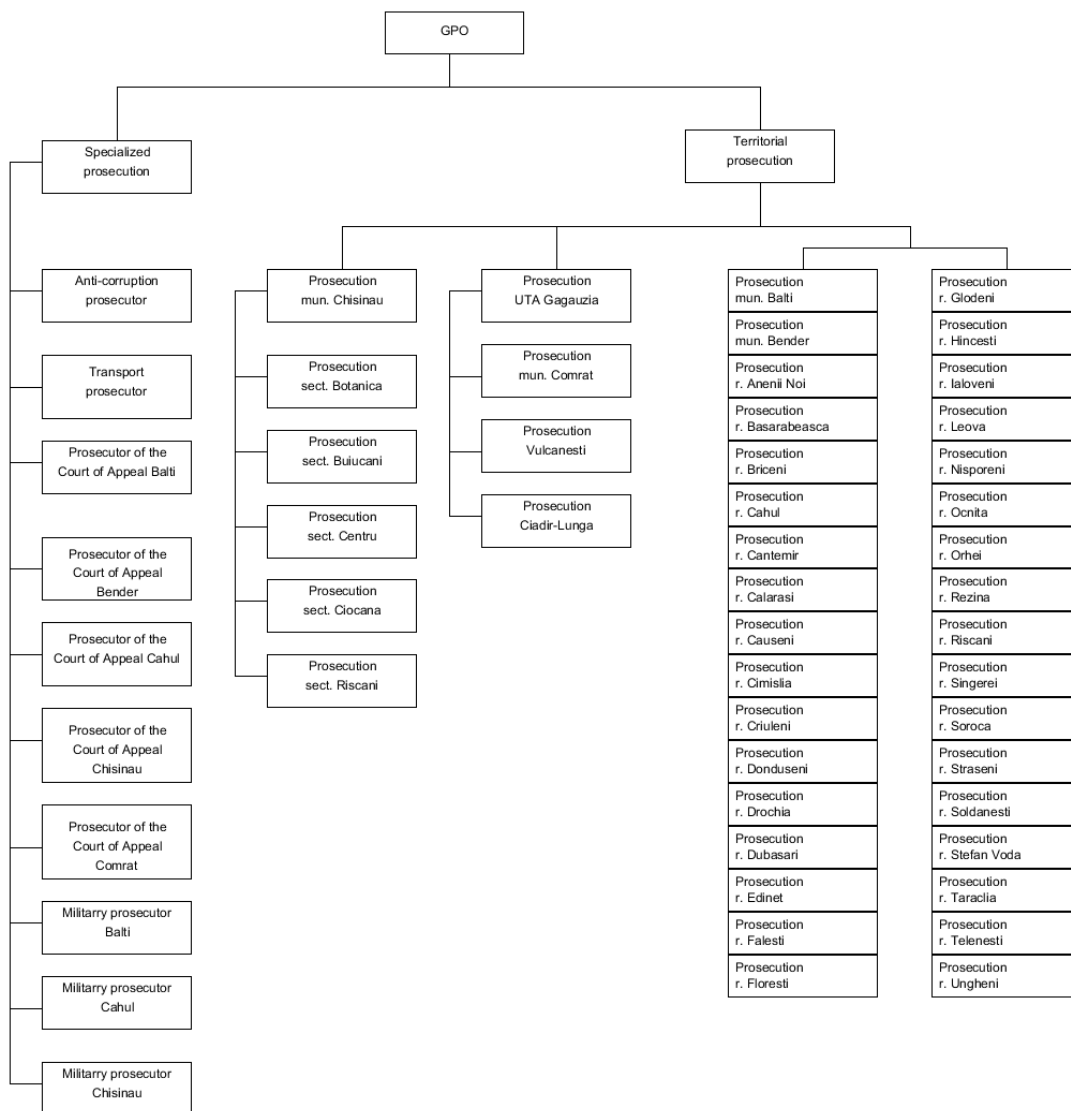 GPO
Specialized
prosecution
Territorial
prosecution
Anti-corruption
prosecutor
Transport
prosecutor
Prosecutor of the
Court of Appeal Balti
Prosecutor of the
Court of Appeal
Bender
Prosecutor of the
Court of Appeal Cahul
Prosecutor of the
Court of Appeal
Chisinau
Prosecutor of the
Court of Appeal
Comrat
Militarry prosecutor
Balti
Militarry prosecutor
Cahul
Militarry prosecutor
Chisinau
Prosecution
mun. Chisinau
Prosecution
sect. Botanica
Prosecution
sect. Buiucani
Prosecution
sect. Centru
Prosecution
sect. Ciocana
Prosecution
sect. Riscani
Prosecution
UTA Gagauzia
Prosecution
mun. Comrat
Prosecution
Vulcanesti
Prosecution
Ciadir-Lunga
Prosecution
mun. Balti
Prosecution
mun. Bender
Prosecution
r. Anenii Noi
Prosecution
r. Basarabeasca
Prosecution
r. Briceni
Prosecution
r. Cahul
Prosecution
r. Cantemir
Prosecution
r. Calarasi
Prosecution
r. Causeni
Prosecution
r. Cimislia
Prosecution
r. Criuleni
Prosecution
r. Donduseni
Prosecution
r. Drochia
Prosecution
r. Dubasari
Prosecution
r. Edinet
Prosecution
r. Falesti
Prosecution
r. Floresti
Prosecution
r. Glodeni
Prosecution
r. Hincesti
Prosecution
r. Ialoveni
Prosecution
r. Leova
Prosecution
r. Nisporeni
Prosecution
r. Ocnita
Prosecution
r. Orhei
Prosecution
r. Rezina
Prosecution
r. Riscani
Prosecution
r. Singerei
Prosecution
r. Soroca
Prosecution
r. Straseni
Prosecution
r. Soldanesti
Prosecution
r. Stefan Voda
Prosecution
r. Taraclia
Prosecution
r. Telenesti
Prosecution
r. Ungheni